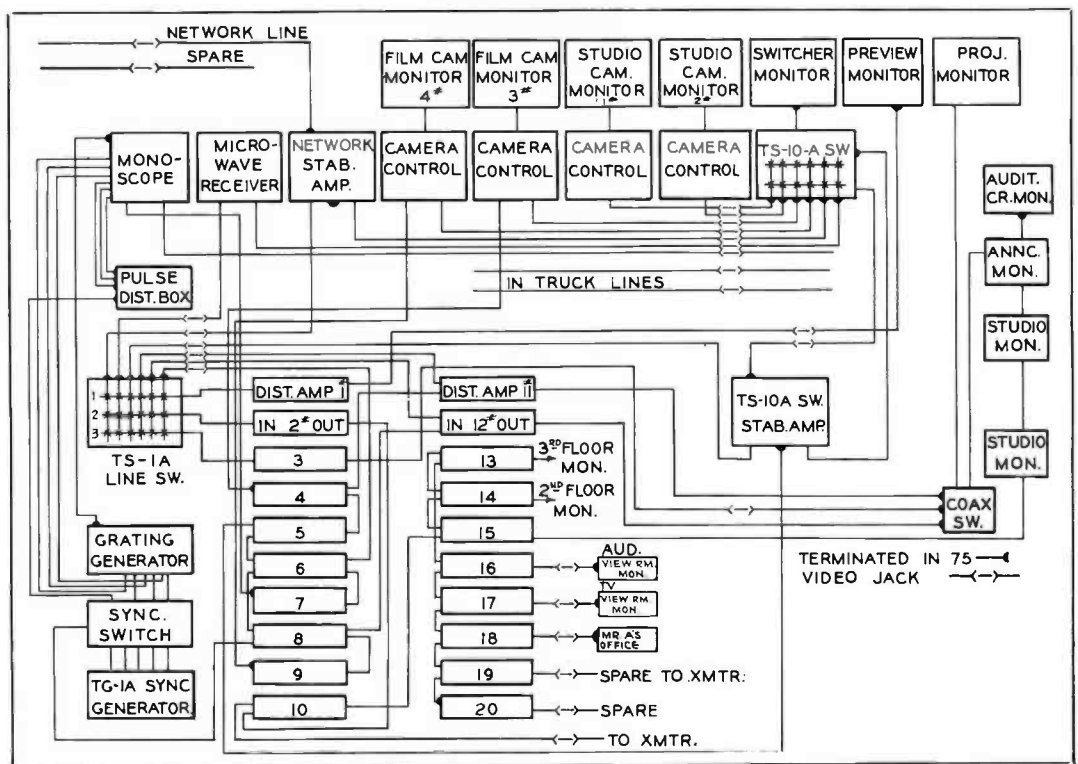 NETWORK LINE
SPARE
FILM CAM
MONITOR
4#
FILM CAM
MONITOR
3#
STUDIO
CAM.
MONITOR
1#
STUDIO
CAM.
MONITOR
2#
SWITCHER
MONITOR
PREVIEW
MONITOR
PROJ.
MONITOR
MONO-
SCOPE
MICRO-
WAVE
RECEIVER
NETWORK
STAB.
AMP.
CAMERA
CONTROL
CAMERA
CONTROL
CAMERA
CONTROL
CAMERA
CONTROL
TS-10-A SW
AUDIT.
CR.MON.
ANNC.
MON.
STUDIO
MON.
STUDIO
MON.
PULSE
DIST. BOX
IN TRUCK LINES
1
2
3
TS-1A
LINE SW.
DIST. AMP 1#
IN 2# OUT
3
4
5
6
7
8
9
10
DIST. AMP 11#
IN 12# OUT
13
3RD FLOOR
MON.
14
2ND FLOOR
MON.
15
16
AUD.
VIEW RM.
MON.
17
TV
VIEW RM.
MON.
18
MR. A'S
OFFICE
19
SPARE TO XMTR.
20
SPARE
TO XMTR.
TS-10A SW.
STAB. AMP.
COAX
SW.
TERMINATED IN 75
VIDEO JACK
GRATING
GENERATOR
SYNC.
SWITCH
TG-1A SYNC
GENERATOR